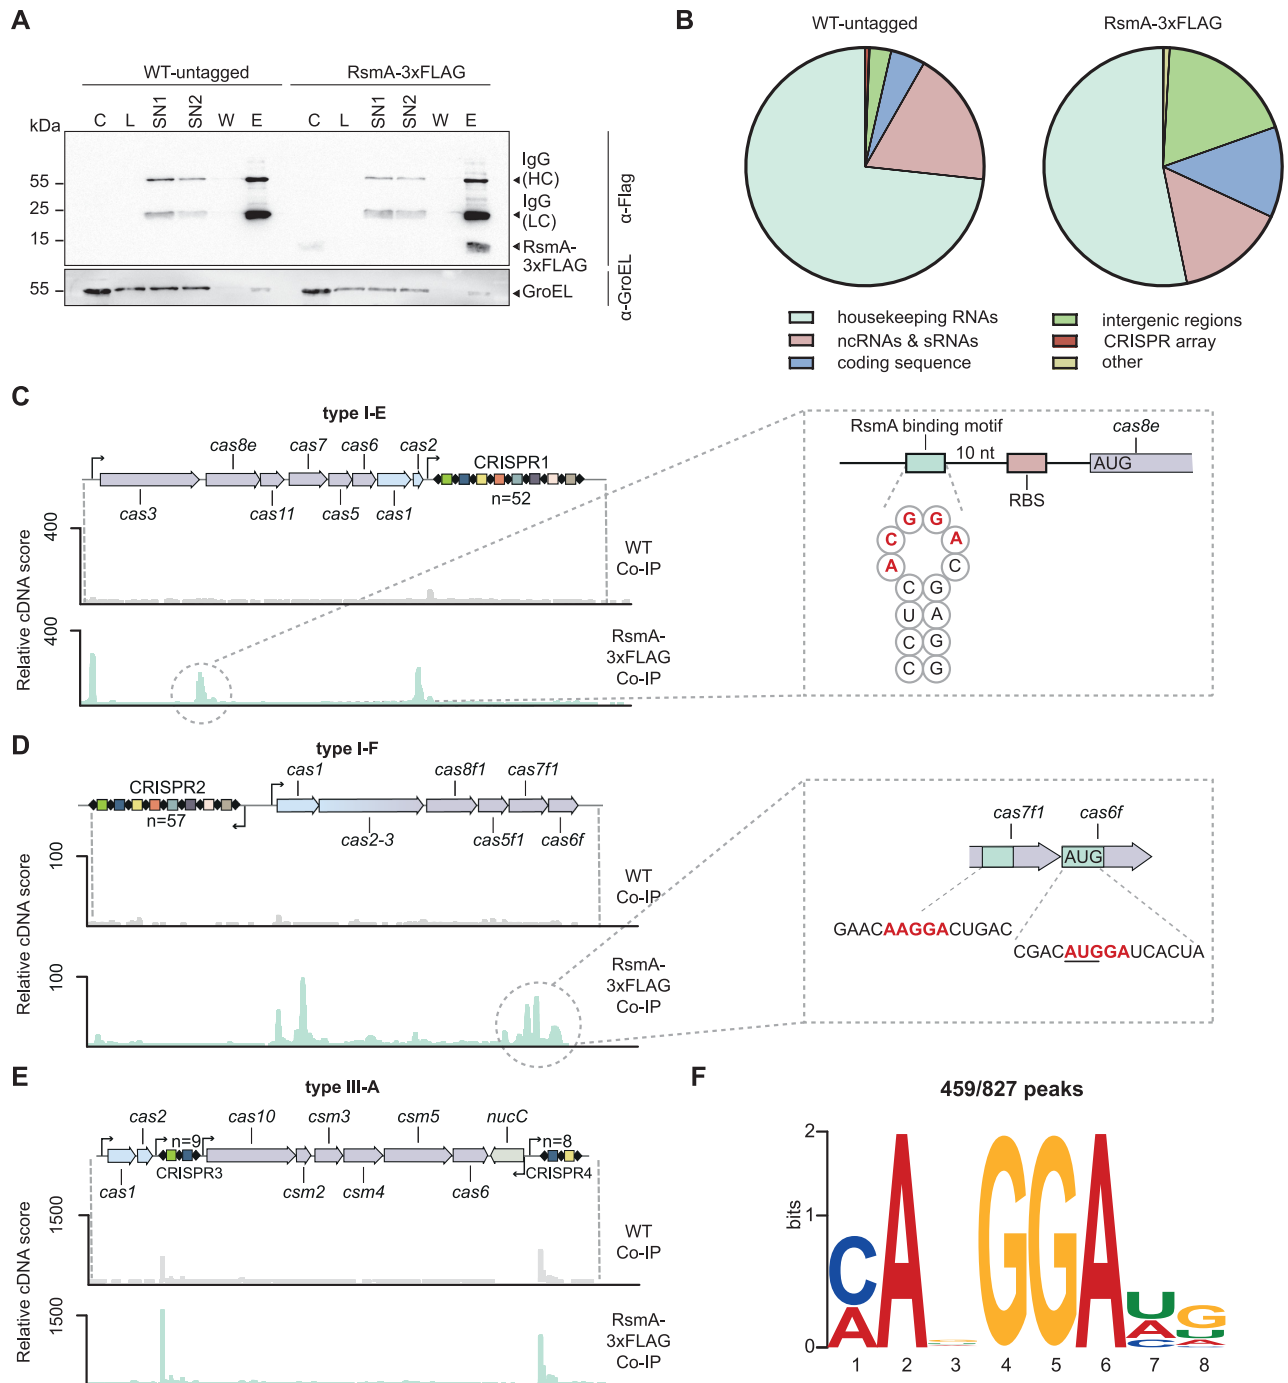 A
WT-untagged
RsmA-3xFLAG
kDa
C L SN1 SN2 W E C L SN1 SN2 W E
55
25
15
IgG
(HC)
IgG
(LC)
RsmA-
3xFLAG
α-Flag
55
GroEL
α-GroEL
B
WT-untagged
RsmA-3xFLAG
housekeeping RNAs
ncRNAs & sRNAs
coding sequence
intergenic regions
CRISPR array
other
C
type I-E
cas8e cas7 cas6 cas2
CRISPR1
n=52
cas3 cas11 cas5 cas1
Relative cDNA score
400
WT
Co-IP
400
RsmA-
3xFLAG
Co-IP
RsmA binding motif
cas8e
10 nt
AUG
RBS
G G
C A
A C
C G
U A
C G
C G
D
type I-F
CRISPR2
n=57
cas1 cas8f1 cas7f1
cas2-3 cas5f1 cas6f
Relative cDNA score
100
WT
Co-IP
100
RsmA-
3xFLAG
Co-IP
cas7f1 cas6f
AUG
GAACAAGGACUGAC
CGACAUGGAUCACUA
E
type III-A
cas2 cas10 csm3 csm5 nucC
n=9
n=8
CRISPR3
CRISPR4
cas1 csm2 csm4 cas6
Relative cDNA score
1500
WT
Co-IP
1500
RsmA-
3xFLAG
Co-IP
F
459/827 peaks
bits
2
1
0
C A G G A U G
A A U
C A
1 2 3 4 5 6 7 8